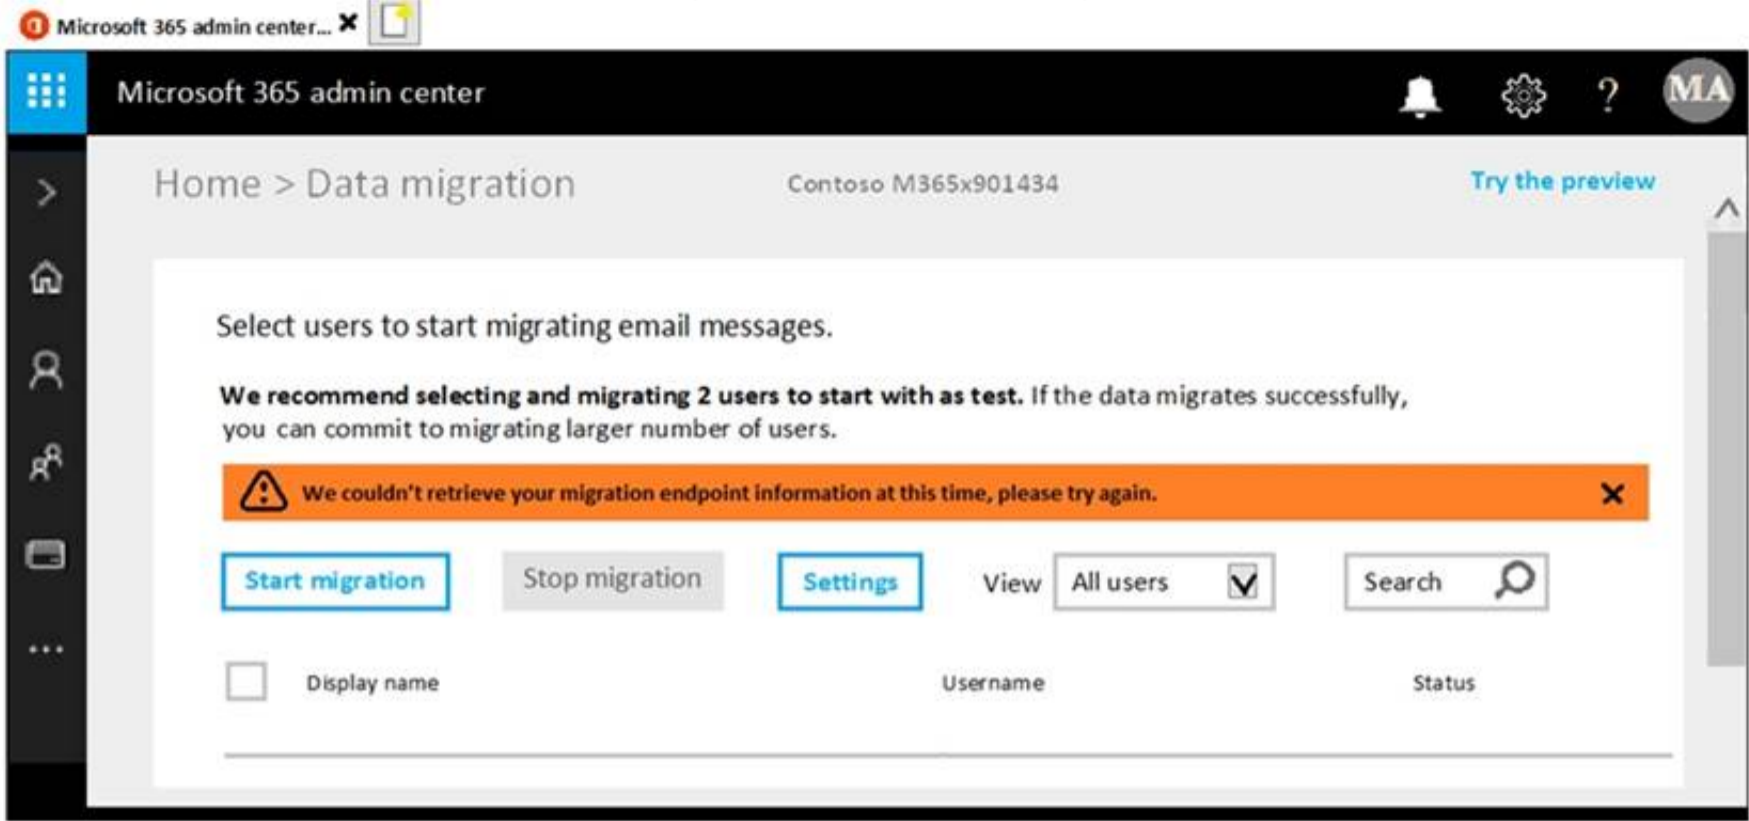 Microsoft 365 admin center...
Microsoft 365 admin center
?
MA
Home > Data migration
Contoso M365x901434
Try the preview
Select users to start migrating email messages.
We recommend selecting and migrating 2 users to start with as test. If the data migrates successfully,
you can commit to migrating larger number of users.
We couldn't retrieve your migration endpoint information at this time, please try again.
Start migration
Stop migration
Settings
View
All users
Search
Display name
Username
Status